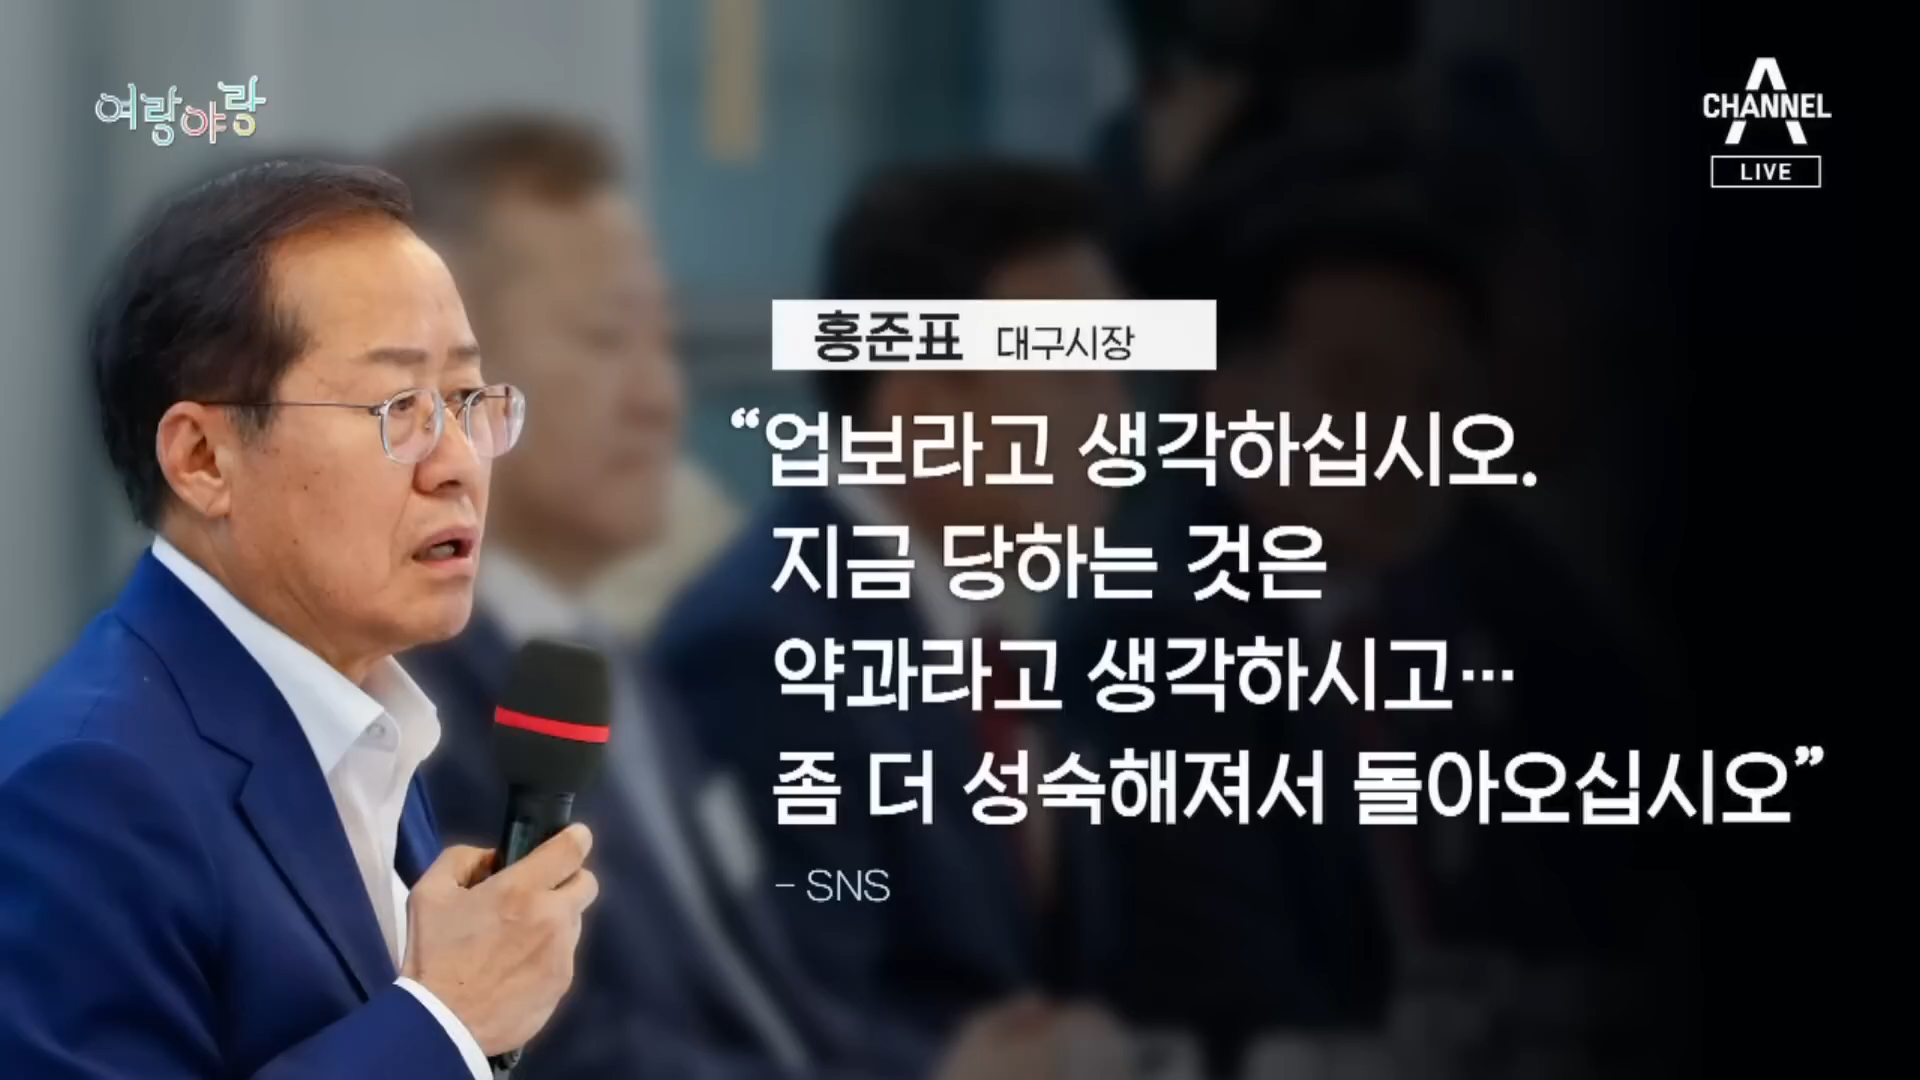 여랑야랑
CHANNEL A
LIVE
홍준표 대구시장
“업보라고 생각하십시오.
지금 당하는 것은
약과라고 생각하시고…
좀 더 성숙해져서 돌아오십시오”
- SNS